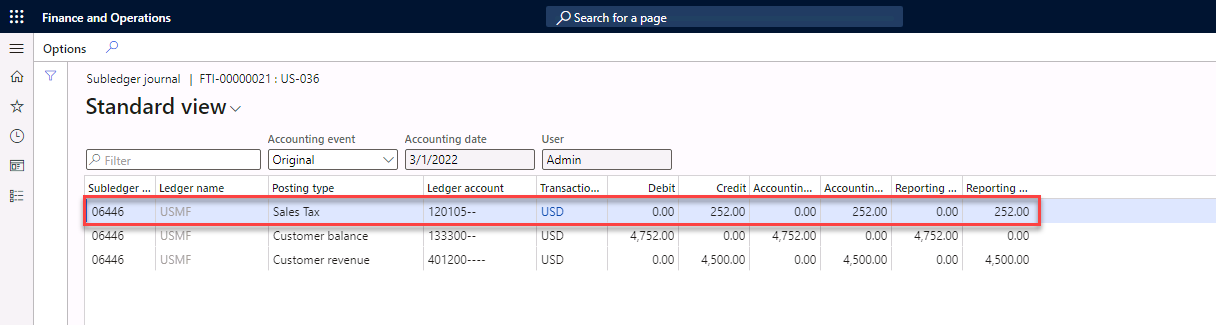 Finance and Operations Search for a page
Options
Subledger journal | FTI-00000021 : US-036
Standard view
Accounting event Accounting date User
Filter Original 3/1/2022 Admin
Subledger ... Ledger name Posting type Ledger account Transactio... Debit Credit Accountin... Accountin... Reporting ... Reporting ...
06446 USMF Sales Tax 120105-- USD 0.00 252.00 0.00 252.00 0.00 252.00
06446 USMF Customer balance 133300-- USD 4,752.00 0.00 4,752.00 0.00 4,752.00 0.00
06446 USMF Customer revenue 401200---- USD 0.00 4,500.00 0.00 4,500.00 0.00 4,500.00